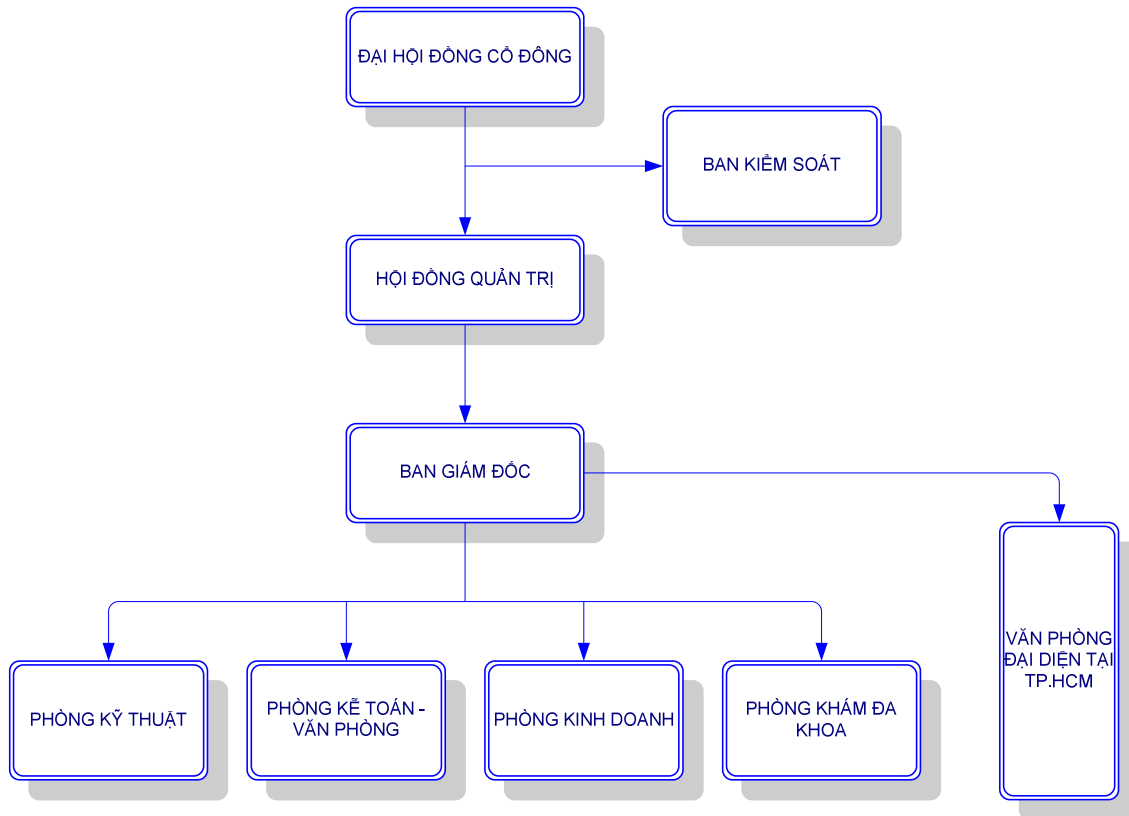 ĐẠI HỘI ĐỒNG CỔ ĐÔNG
BAN KIỂM SOÁT
HỘI ĐỒNG QUẢN TRỊ
BAN GIÁM ĐỐC
VĂN PHÒNG
ĐẠI DIỆN TẠI
TP.HCM
PHÒNG KỸ THUẬT
PHÒNG KẾ TOÁN -
VĂN PHÒNG
PHÒNG KINH DOANH
PHÒNG KHÁM ĐA
KHOA